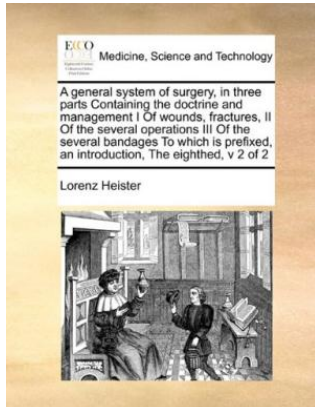 ECCO
Medicine, Science and Technology
A general system of surgery, in three
parts Containing the doctrine and
management I Of wounds, fractures, II
Of the several operations III Of the
several bandages To which is prefixed,
an introduction, The eighthed, v 2 of 2
Lorenz Heister